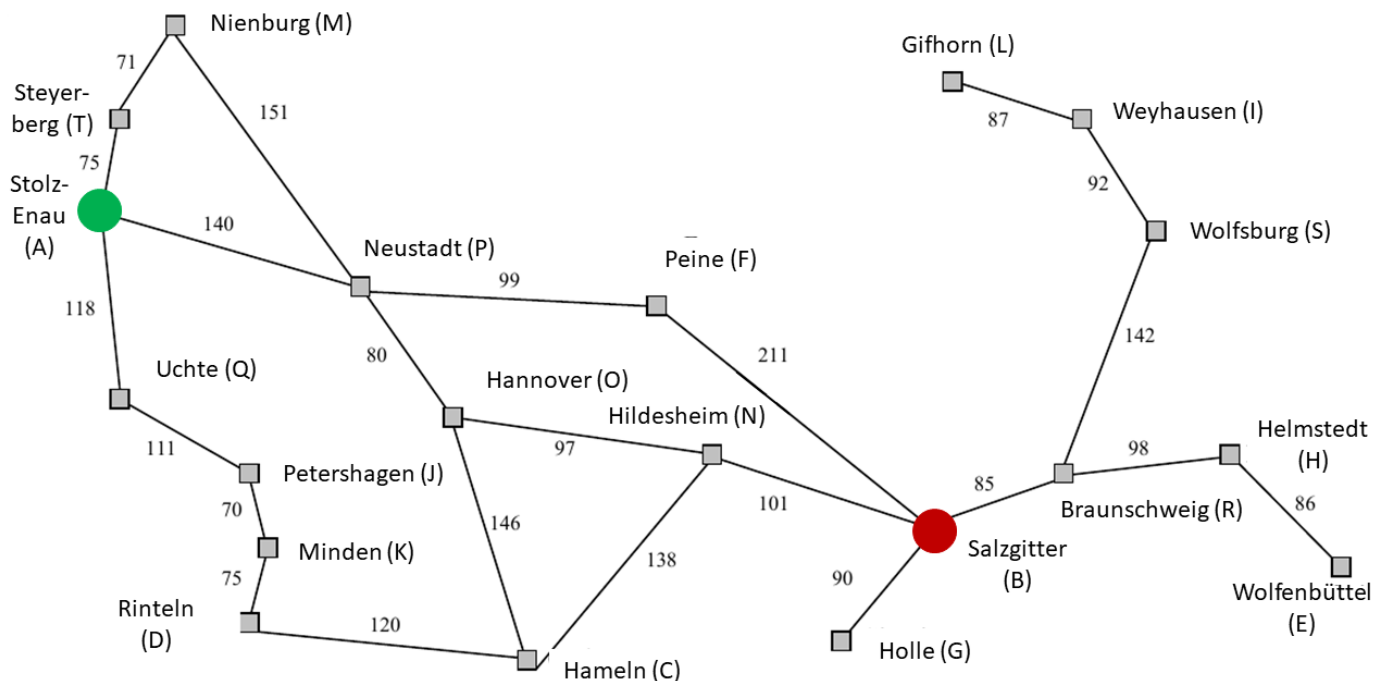 Nienburg (M)
Gifhorn (L)
71
Steyer-
berg (T)
151
87
Weyhausen (I)
75
92
Stolz-
Enau
(A)
140
Neustadt (P)
Peine (F)
Wolfsburg (S)
99
118
80
211
142
Uchte (Q)
Hannover (O)
Hildesheim (N)
97
111
Petershagen (J)
101
85
98
Helmstedt
(H)
70
146
Braunschweig (R)
86
Minden (K)
138
Salzgitter
(B)
75
90
Rinteln
(D)
120
Wolfenbüttel
(E)
Holle (G)
Hameln (C)